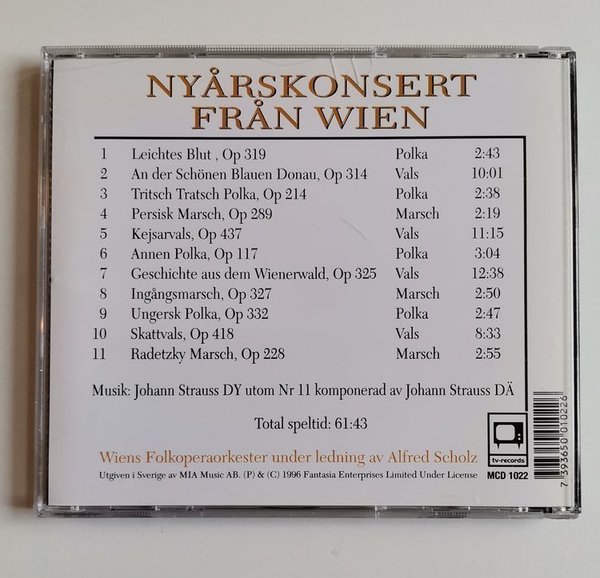 NYÅRSKONSERT
FRÅN WIEN
1 Leichtes Blut , Op 319 Polka 2:43
2 An der Schönen Blauen Donau, Op 314 Vals 10:01
3 Tritsch Tratsch Polka, Op 214 Polka 2:38
4 Persisk Marsch, Op 289 Marsch 2:19
5 Kejsarvals, Op 437 Vals 11:15
6 Annen Polka, Op 117 Polka 3:04
7 Geschichte aus dem Wienerwald, Op 325 Vals 12:38
8 Ingångsmarsch, Op 327 Marsch 2:50
9 Ungersk Polka, Op 332 Polka 2:47
10 Skattvals, Op 418 Vals 8:33
11 Radetzky Marsch, Op 228 Marsch 2:55
Musik: Johann Strauss DY utom Nr 11 komponerad av Johann Strauss DÄ
Total speltid: 61:43
Wiens Folkoperaorkester under ledning av Alfred Scholz
Utgiven i Sverige av MIA Music AB. (P) & (C) 1996 Fantasia Enterprises Limited Under License
tv-records
MCD 1022
7 393650 010226